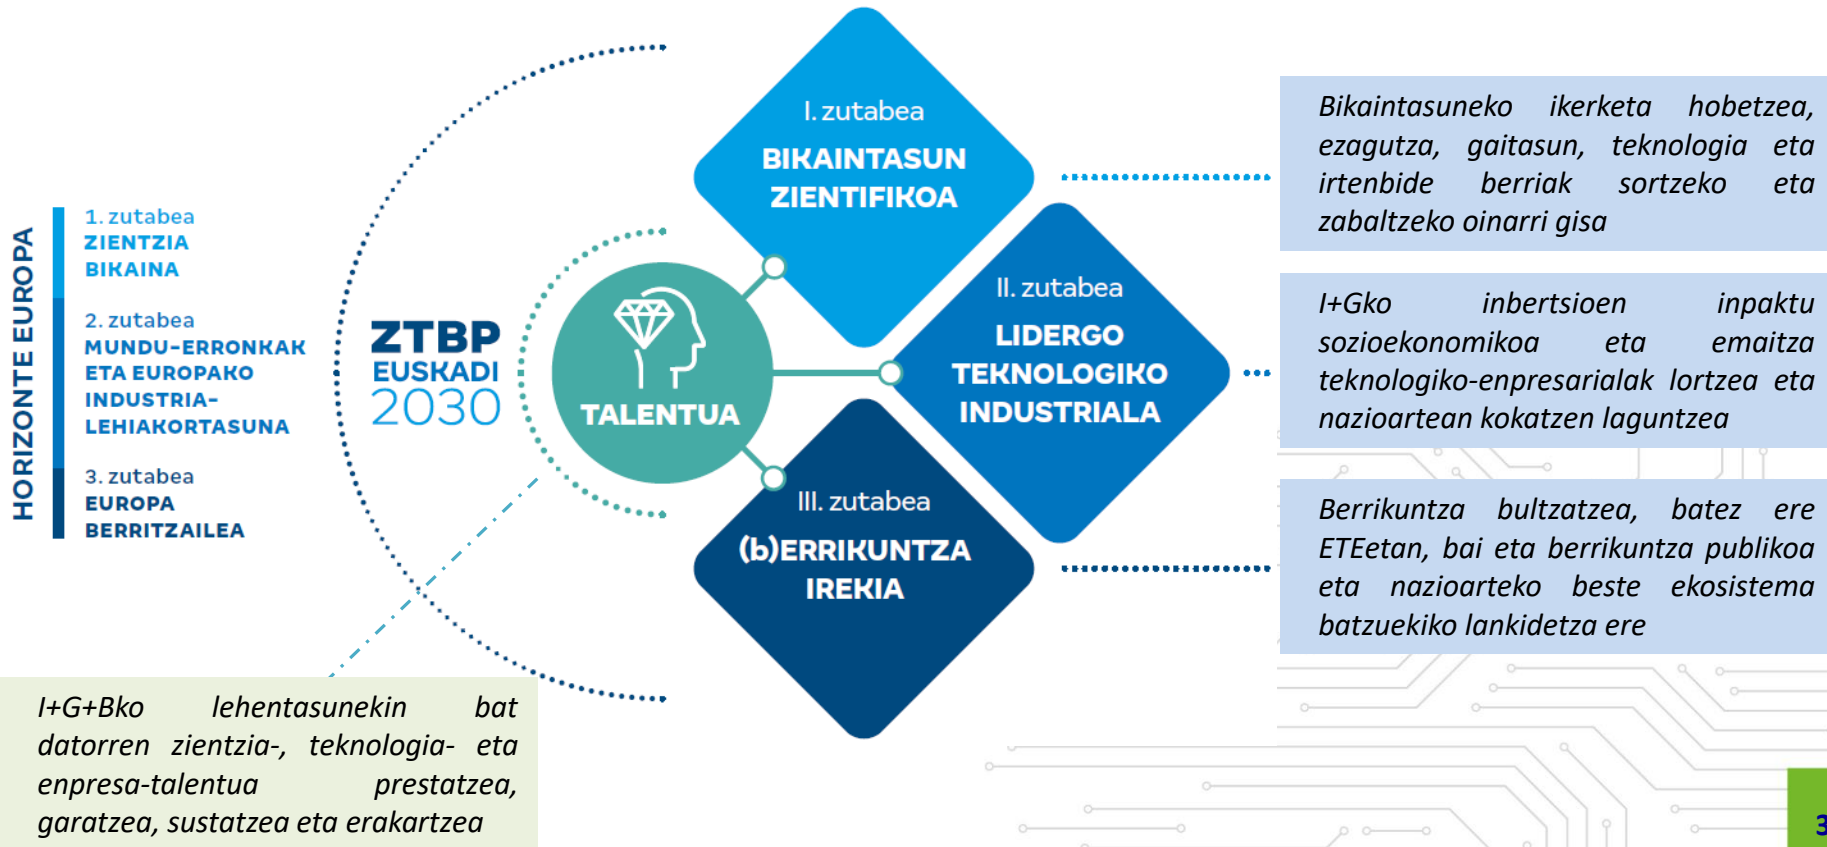 HORIZONTE EUROPA
1. zutabea
ZIENTZIA
BIKAINA
2. zutabea
MUNDU-ERRONKAK
ETA EUROPAKO
INDUSTRIA-
LEHIAKORTASUNA
3. zutabea
EUROPA
BERRITZAILEA
ZTBP
EUSKADI
2030
TALENTUA
I. zutabea
BIKAINTASUN
ZIENTIFIKOA
II. zutabea
LIDERGO
TEKNOLOGIKO
INDUSTRIALA
III. zutabea
(b)ERRIKUNTZA
IREKIA
Bikaintasuneko ikerketa hobetzea,
ezagutza, gaitasun, teknologia eta
irtenbide berriak sortzeko eta
zabaltzeko oinarri gisa
I+Gko inbertsioen inpaktu
sozioekonomikoa eta emaitza
teknologiko-enpresarialak lortzea eta
nazioartean kokatzen laguntzea
Berrikuntza bultzatzea, batez ere
ETEetan, bai eta berrikuntza publikoa
eta nazioarteko beste ekosistema
batzuekiko lankidetza ere
I+G+Bko lehentasunekin bat
datorren zientzia-, teknologia- eta
enpresa-talentua prestatzea,
garatzea, sustatzea eta erakartzea
3